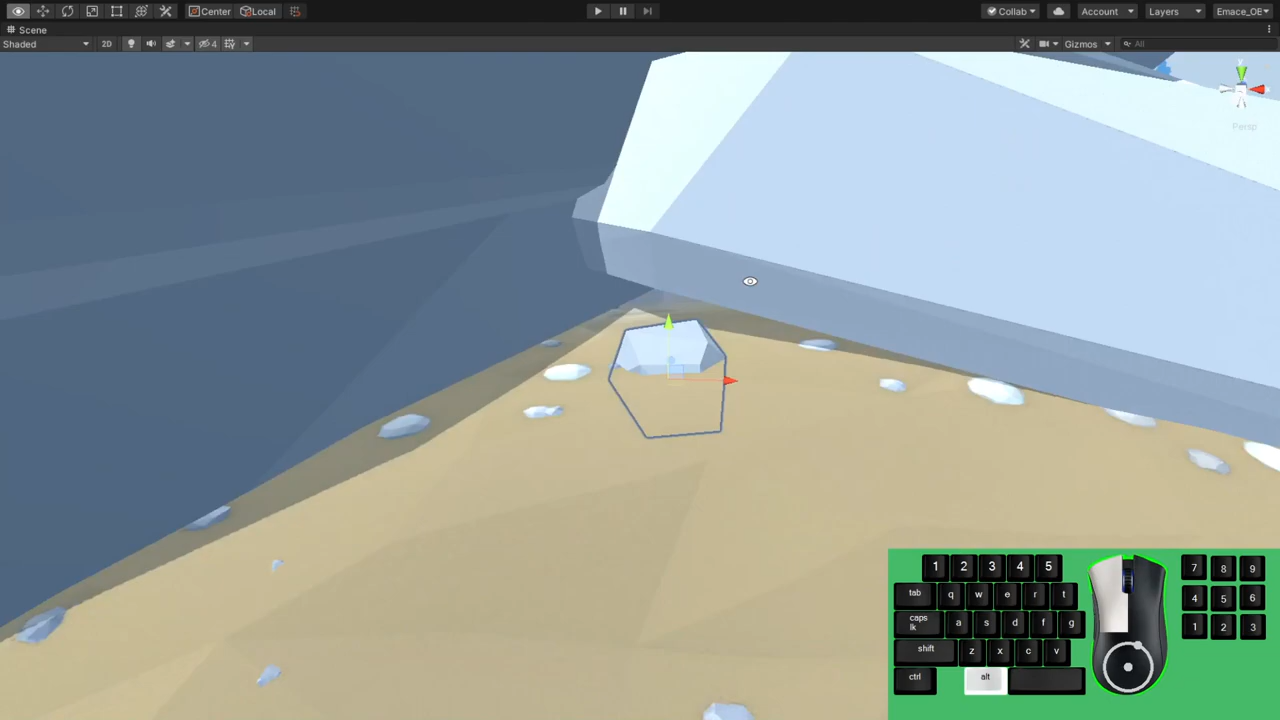 Center Local Collab Account Layers Emace_OE
Scene
Shaded 2D 4 Gizmos All
y
x
Persp
1 2 3 4 5 7 8 9
tab q w e r t 4 5 6
caps lk a s d f g 1 2 3
shift z x c v
ctrl alt